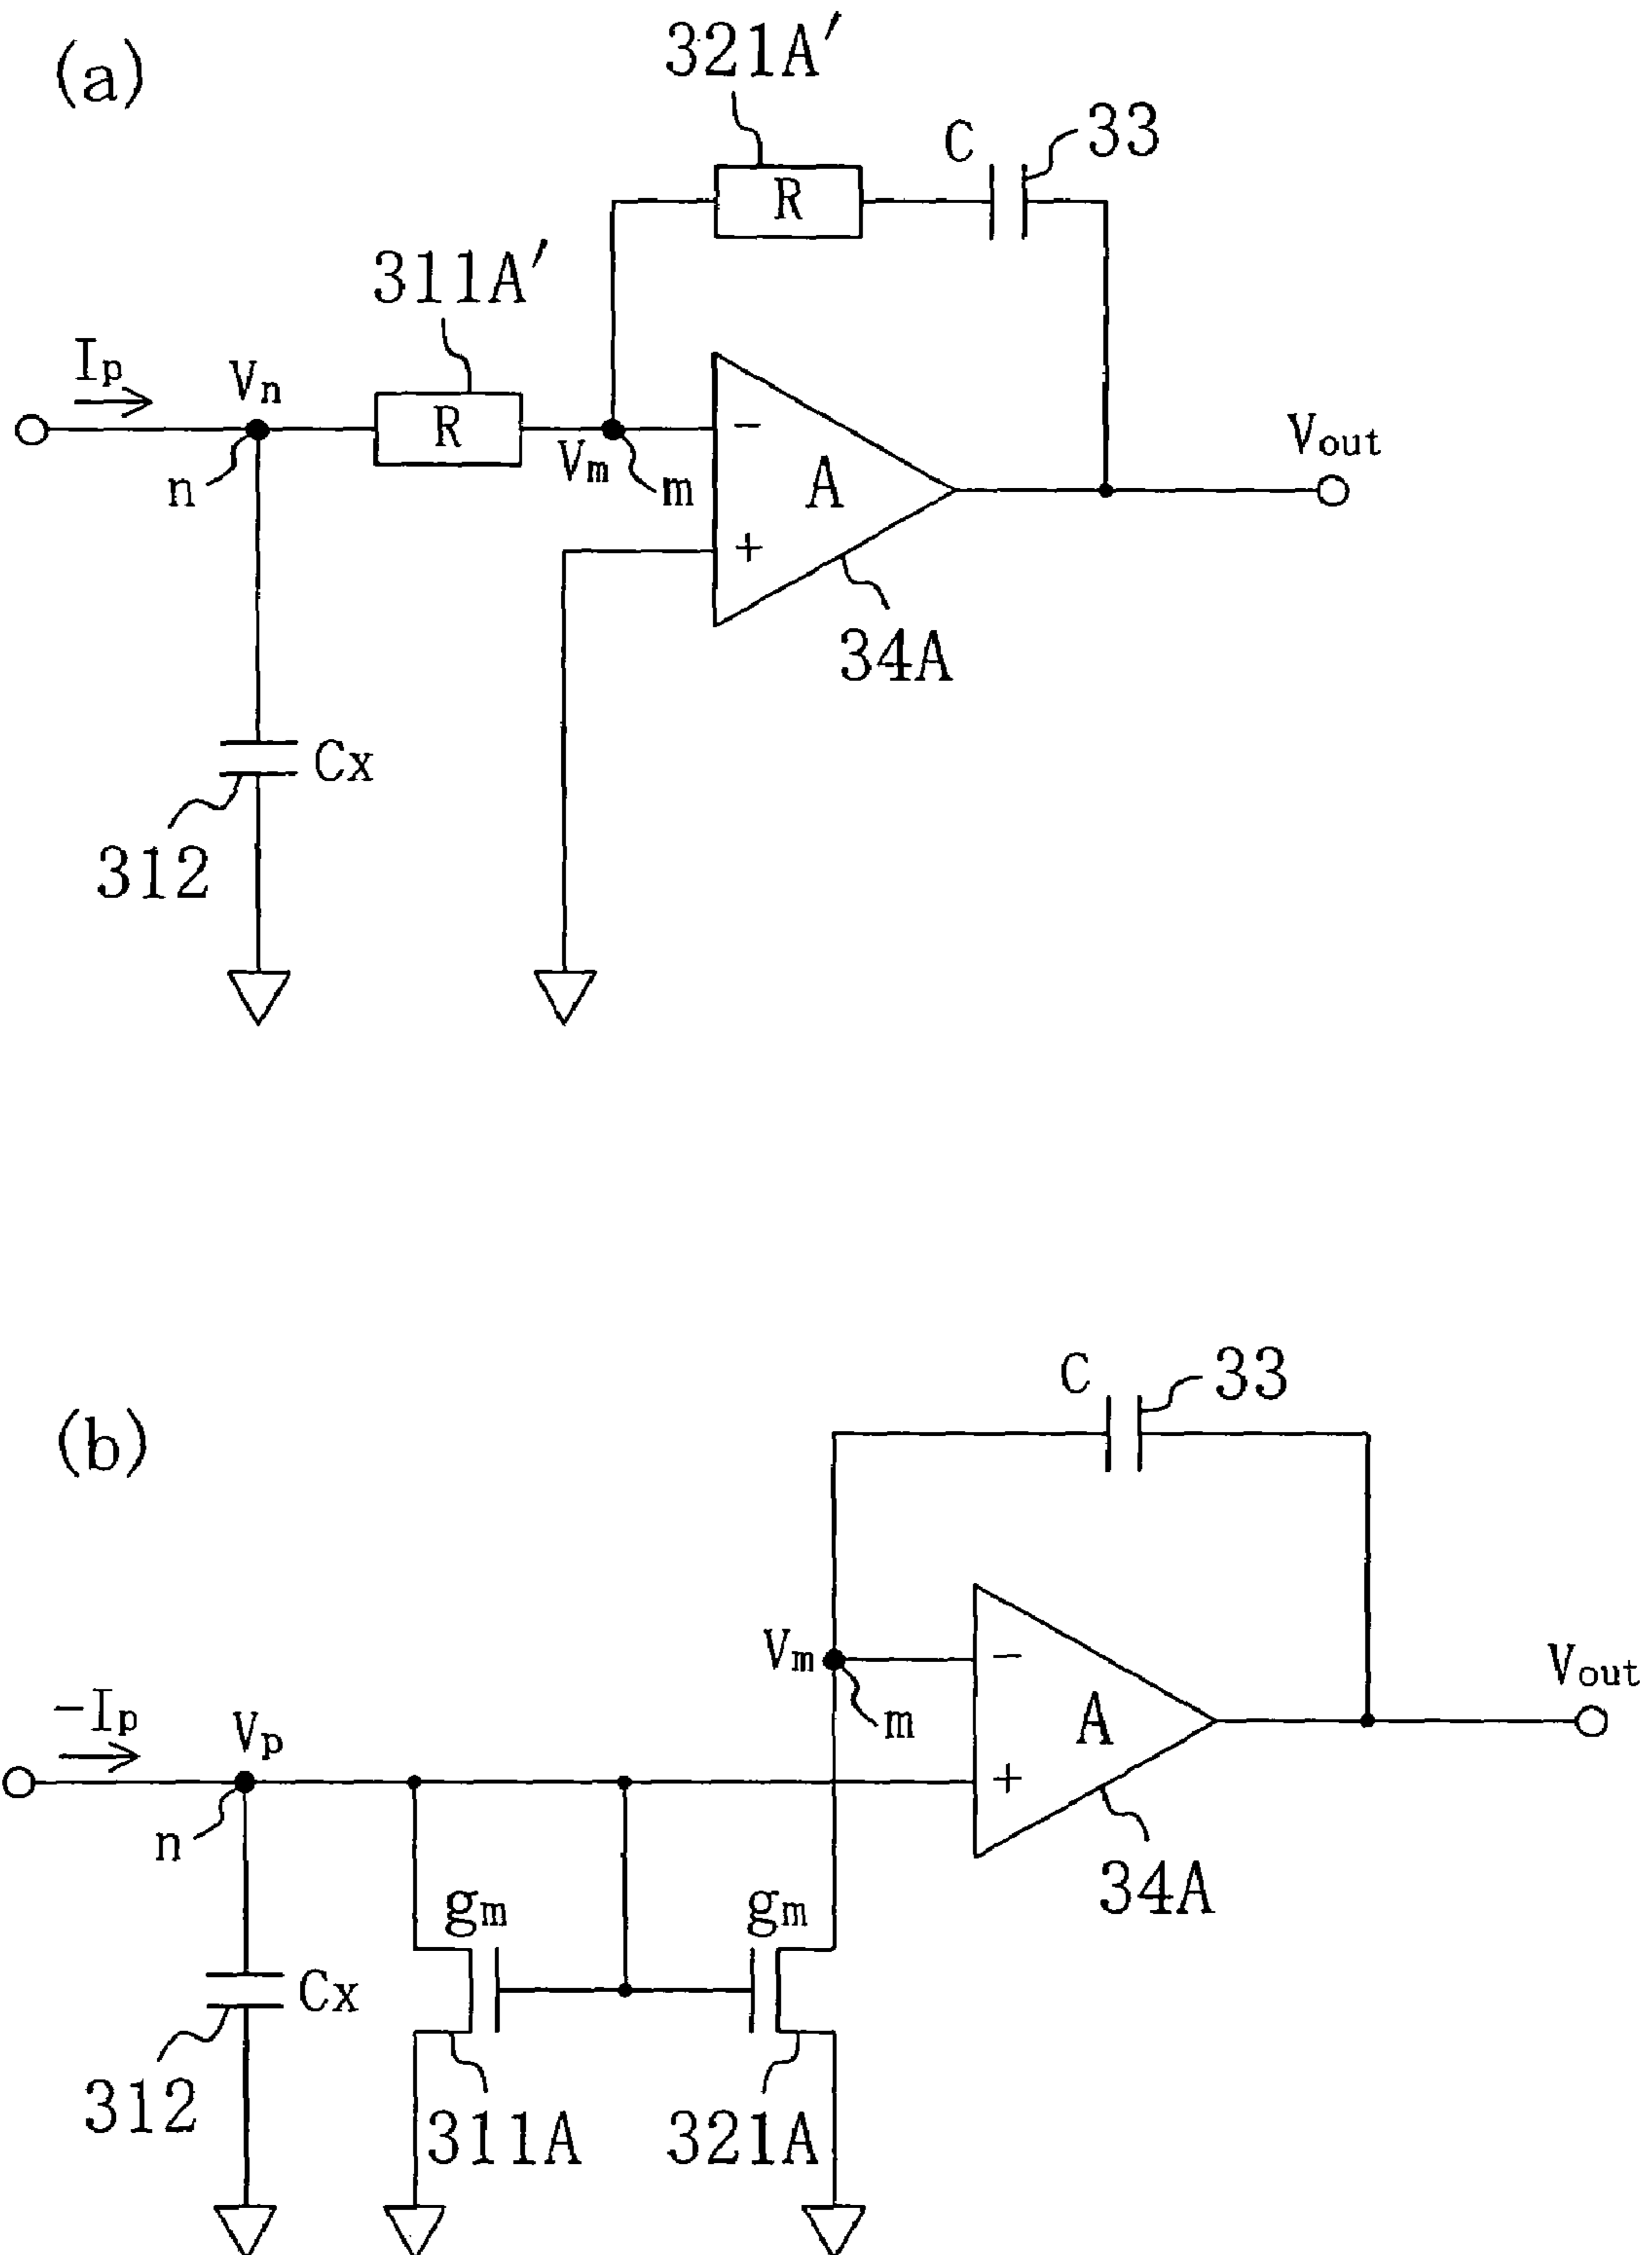 (a)
321A′
C
33
R
311A′
Ip
Vn
R
Vm
m
n
−
A
+
Vout
34A
Cx
312
(b)
C
33
Vm
m
−
A
+
Vout
−Ip
Vp
n
34A
gm
gm
Cx
312
311A
321A